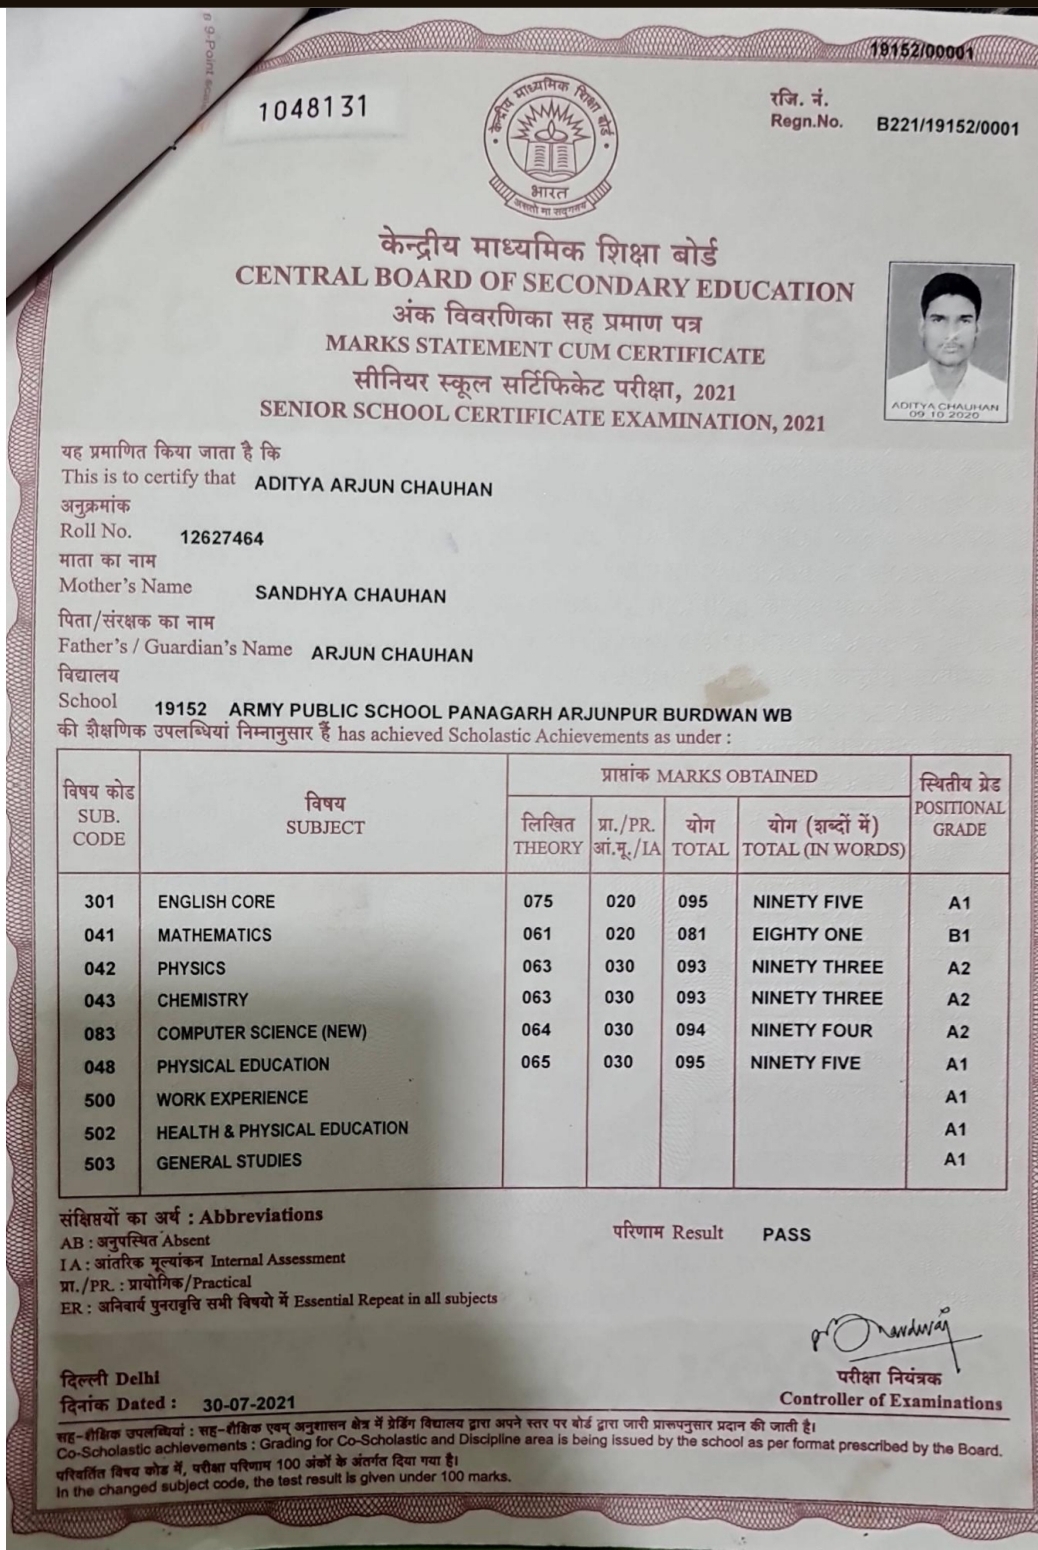 9-Point
19152/00001
1048131
रजि. नं.
Regn.No. B221/19152/0001
केन्द्रीय माध्यमिक शिक्षा बोर्ड
भारत
असतो मा सद्गमय
केन्द्रीय माध्यमिक शिक्षा बोर्ड
CENTRAL BOARD OF SECONDARY EDUCATION
अंक विवरणिका सह प्रमाण पत्र
MARKS STATEMENT CUM CERTIFICATE
सीनियर स्कूल सर्टिफिकेट परीक्षा, 2021
SENIOR SCHOOL CERTIFICATE EXAMINATION, 2021
ADITYA CHAUHAN
09 10 2020
यह प्रमाणित किया जाता है कि
This is to certify that ADITYA ARJUN CHAUHAN
अनुक्रमांक
Roll No. 12627464
माता का नाम
Mother's Name SANDHYA CHAUHAN
पिता/संरक्षक का नाम
Father's / Guardian's Name ARJUN CHAUHAN
विद्यालय
School 19152 ARMY PUBLIC SCHOOL PANAGARH ARJUNPUR BURDWAN WB
की शैक्षणिक उपलब्धियां निम्नानुसार हैं has achieved Scholastic Achievements as under :
विषय कोड SUB. CODE
विषय SUBJECT
प्राप्तांक MARKS OBTAINED
लिखित THEORY
प्रा./PR. आं.मू./IA
योग TOTAL
योग (शब्दों में) TOTAL (IN WORDS)
स्थितीय ग्रेड POSITIONAL GRADE
301 ENGLISH CORE 075 020 095 NINETY FIVE A1
041 MATHEMATICS 061 020 081 EIGHTY ONE B1
042 PHYSICS 063 030 093 NINETY THREE A2
043 CHEMISTRY 063 030 093 NINETY THREE A2
083 COMPUTER SCIENCE (NEW) 064 030 094 NINETY FOUR A2
048 PHYSICAL EDUCATION 065 030 095 NINETY FIVE A1
500 WORK EXPERIENCE A1
502 HEALTH & PHYSICAL EDUCATION A1
503 GENERAL STUDIES A1
संक्षिप्तयों का अर्थ : Abbreviations
परिणाम Result PASS
AB : अनुपस्थित Absent
I A : आंतरिक मूल्यांकन Internal Assessment
प्रा./PR. : प्रायोगिक/Practical
ER : अनिवार्य पुनरावृत्ति सभी विषयो में Essential Repeat in all subjects
दिल्ली Delhi
दिनांक Dated : 30-07-2021
परीक्षा नियंत्रक
Controller of Examinations
सह-शैक्षिक उपलब्धियां : सह-शैक्षिक एवम् अनुशासन क्षेत्र में ग्रेडिंग विद्यालय द्वारा अपने स्तर पर बोर्ड द्वारा जारी प्रारूपनुसार प्रदान की जाती है।
Co-Scholastic achievements : Grading for Co-Scholastic and Discipline area is being issued by the school as per format prescribed by the Board.
परिवर्तित विषय कोड में, परीक्षा परिणाम 100 अंकों के अंतर्गत दिया गया है।
In the changed subject code, the test result is given under 100 marks.